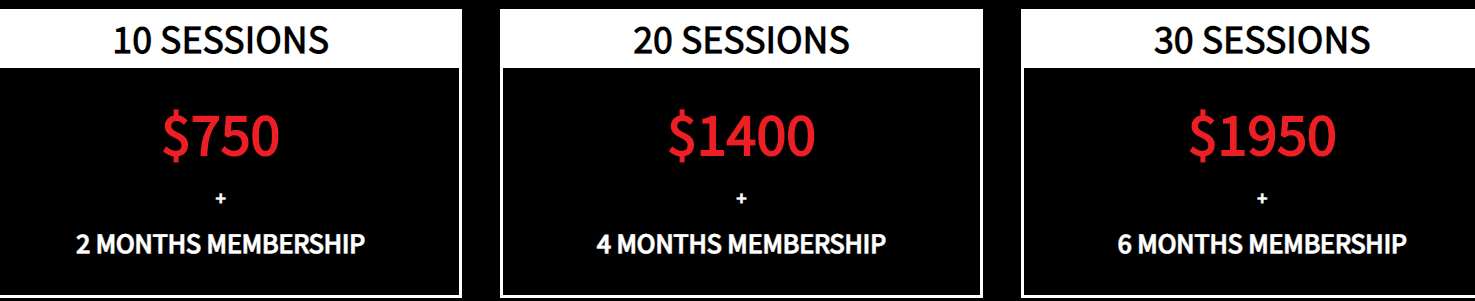 10 SESSIONS
$750
+
2 MONTHS MEMBERSHIP
20 SESSIONS
$1400
+
4 MONTHS MEMBERSHIP
30 SESSIONS
$1950
+
6 MONTHS MEMBERSHIP